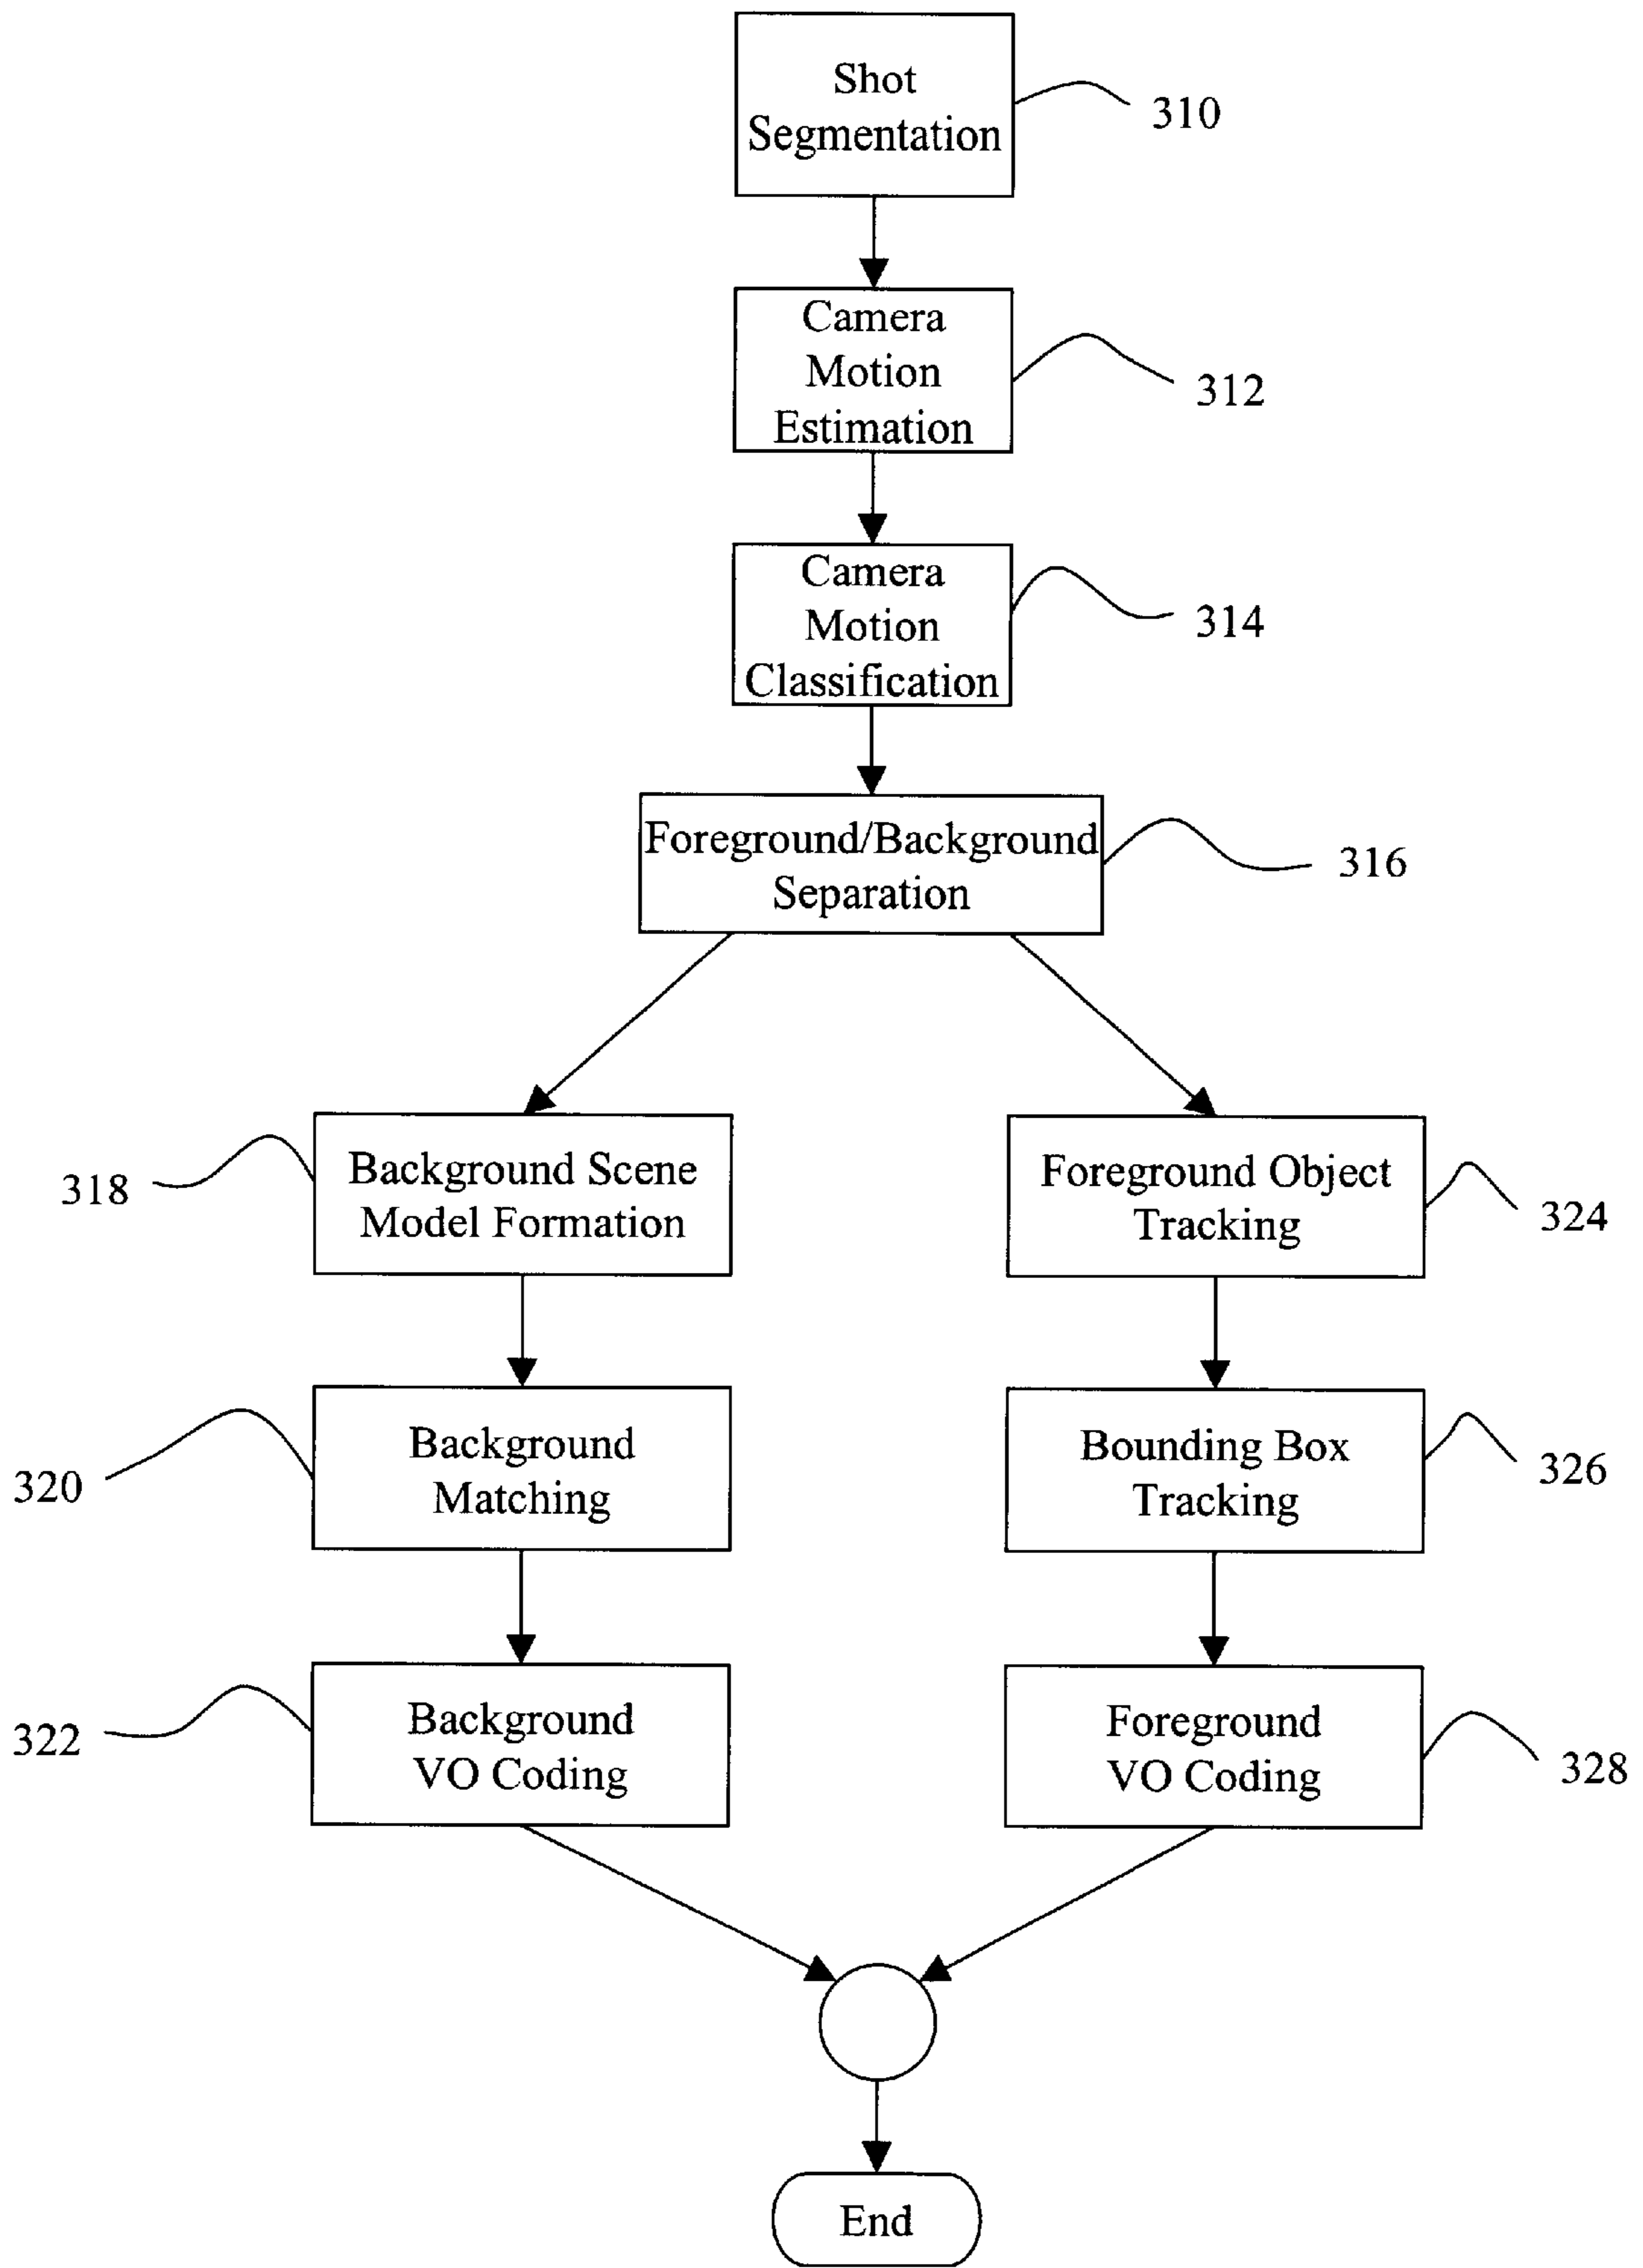 Shot
Segmentation
310
Camera
Motion
Estimation
312
Camera
Motion
Classification
314
Foreground/Background
Separation
316
318
Background Scene
Model Formation
Foreground Object
Tracking
324
320
Background
Matching
Bounding Box
Tracking
326
322
Background
VO Coding
Foreground
VO Coding
328
End